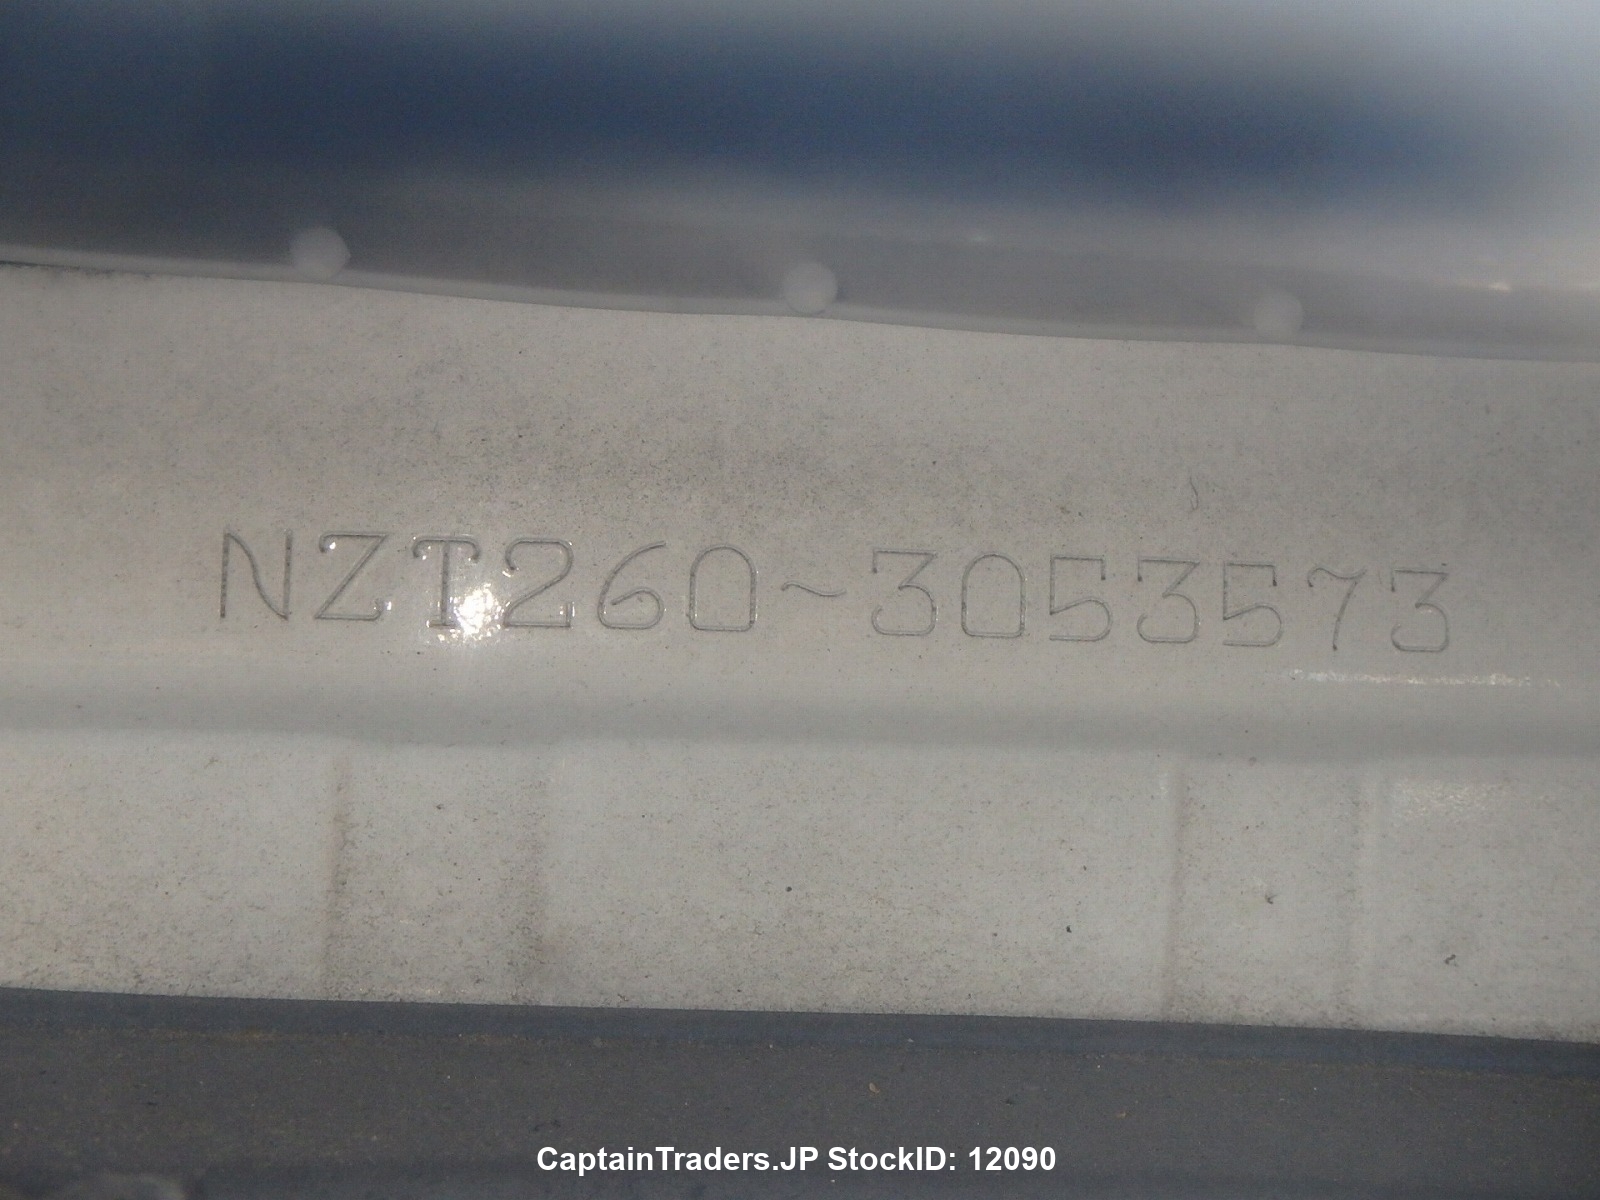 NZT260~3053573
CaptainTraders.JP StockID: 12090